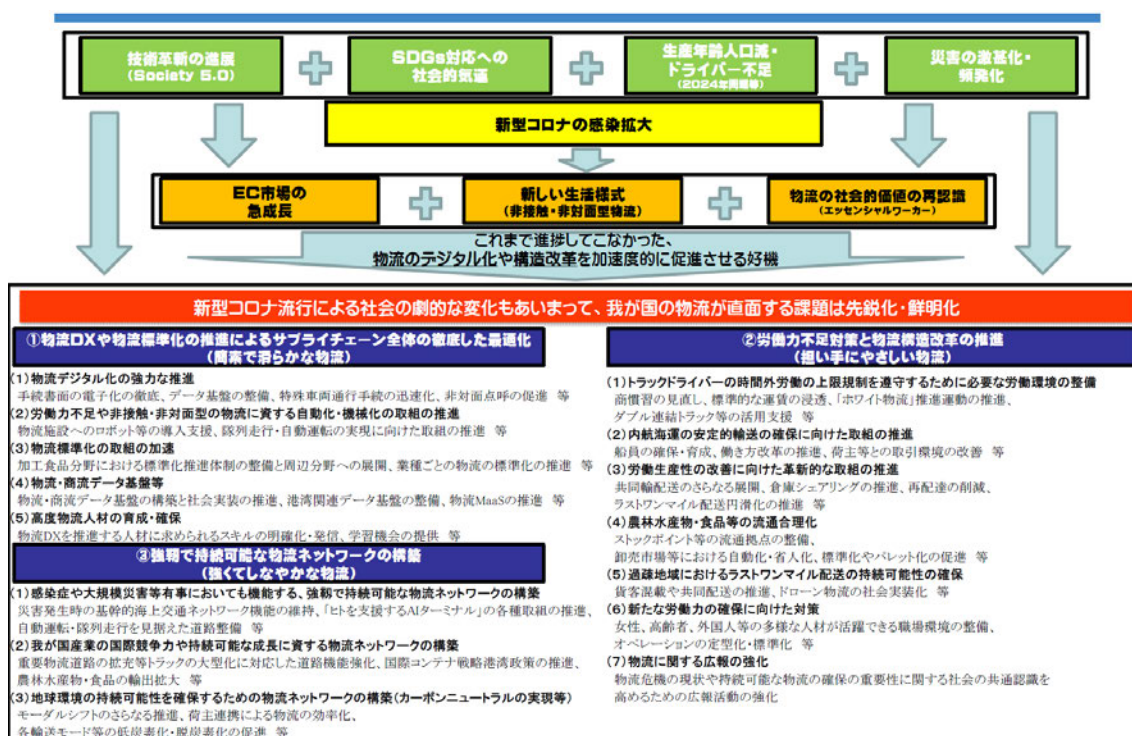 技術革新の進展
(Society 5.0)
SDGs対応への
社会的気運
生産年齢人口減・
ドライバー不足
(2024年問題等)
災害の激甚化・
頻発化
新型コロナの感染拡大
EC市場の
急成長
新しい生活様式
(非接触・非対面型物流)
物流の社会的価値の再認識
(エッセンシャルワーカー)
これまで進捗してこなかった、
物流のデジタル化や構造改革を加速度的に促進させる好機
新型コロナ流行による社会の劇的な変化もあいまって、我が国の物流が直面する課題は先鋭化・鮮明化
①物流DXや物流標準化の推進によるサプライチェーン全体の徹底した最適化
(簡素で滑らかな物流)
(1)物流デジタル化の強力な推進
手続書面の電子化の徹底、データ基盤の整備、特殊車両通行手続の迅速化、非対面点呼の促進 等
(2)労働力不足や非接触・非対面型の物流に資する自動化・機械化の取組の推進
物流施設へのロボット等の導入支援、隊列走行・自動運転の実現に向けた取組の推進 等
(3)物流標準化の取組の加速
加工食品分野における標準化推進体制の整備と周辺分野への展開、業種ごとの物流の標準化の推進 等
(4)物流・商流データ基盤等
物流・商流データ基盤の構築と社会実装の推進、港湾関連データ基盤の整備、物流MaaSの推進 等
(5)高度物流人材の育成・確保
物流DXを推進する人材に求められるスキルの明確化・発信、学習機会の提供 等
③強靱で持続可能な物流ネットワークの構築
(強くてしなやかな物流)
(1)感染症や大規模災害等有事においても機能する、強靱で持続可能な物流ネットワークの構築
災害発生時の基幹的海上交通ネットワーク機能の維持、「ヒトを支援するAIターミナル」の各種取組の推進、
自動運転・隊列走行を見据えた道路整備 等
(2)我が国産業の国際競争力や持続可能な成長に資する物流ネットワークの構築
重要物流道路の拡充等トラックの大型化に対応した道路機能強化、国際コンテナ戦略港湾政策の推進、
農林水産物・食品の輸出拡大 等
(3)地球環境の持続可能性を確保するための物流ネットワークの構築(カーボンニュートラルの実現等)
モーダルシフトのさらなる推進、荷主連携による物流の効率化、
各輸送モード等の低炭素化・脱炭素化の促進 等
②労働力不足対策と物流構造改革の推進
(担い手にやさしい物流)
(1)トラックドライバーの時間外労働の上限規制を遵守するために必要な労働環境の整備
商慣習の見直し、標準的な運賃の浸透、「ホワイト物流」推進運動の推進、
ダブル連結トラック等の活用支援 等
(2)内航海運の安定的輸送の確保に向けた取組の推進
船員の確保・育成、働き方改革の推進、荷主等との取引環境の改善 等
(3)労働生産性の改善に向けた革新的な取組の推進
共同輸配送のさらなる展開、倉庫シェアリングの推進、再配達の削減、
ラストワンマイル配送円滑化の推進 等
(4)農林水産物・食品等の流通合理化
ストックポイント等の流通拠点の整備、
卸売市場等における自動化・省人化、標準化やパレット化の促進 等
(5)過疎地域におけるラストワンマイル配送の持続可能性の確保
貨客混載や共同配送の推進、ドローン物流の社会実装化 等
(6)新たな労働力の確保に向けた対策
女性、高齢者、外国人等の多様な人材が活躍できる職場環境の整備、
オペレーションの定型化・標準化 等
(7)物流に関する広報の強化
物流危機の現状や持続可能な物流の確保の重要性に関する社会の共通認識を
高めるための広報活動の強化